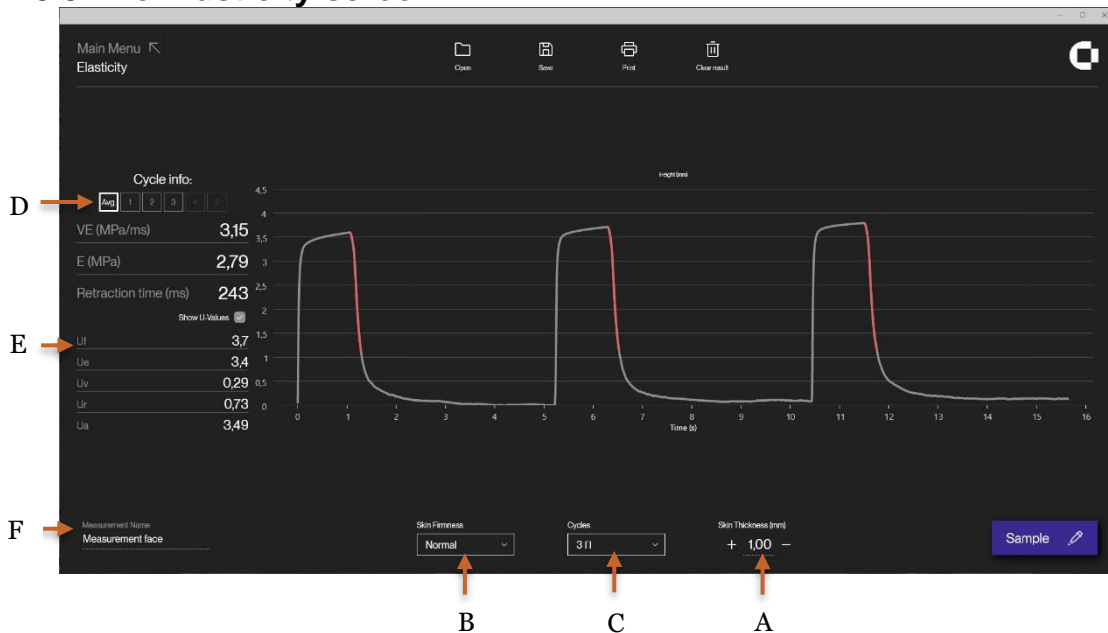 Main Menu
Elasticity
Open
Save
Print
Clear result
Cycle info:
D
Avg 1 2 3 4 5
VE (MPa/ms) 3,15
E (MPa) 2,79
Retraction time (ms) 243
Show U-Values
E
Uf 3,7
Ue 3,4
Uv 0,29
Ur 0,73
Ua 3,49
Height (mm)
4,5
4
3,5
3
2,5
2
1,5
1
0,5
0
0 1 2 3 4 5 6 7 8 9 10 11 12 13 14 15 16
Time (s)
F
Measurement Name
Measurement face
Skin Firmness
Normal
Cycles
3
Skin Thickness (mm)
+ 1,00 −
Sample
B
C
A